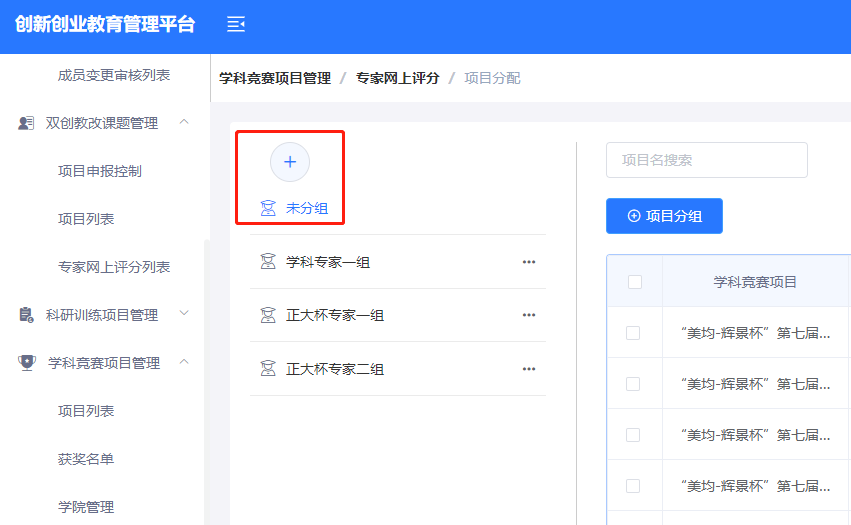 创新创业教育管理平台
成员变更审核列表
双创教改课题管理
项目申报控制
项目列表
专家网上评分列表
科研训练项目管理
学科竞赛项目管理
项目列表
获奖名单
学院管理
学科竞赛项目管理 / 专家网上评分 / 项目分配
未分组
学科专家一组
正大杯专家一组
正大杯专家二组
项目名搜索
项目分组
学科竞赛项目
“美均-辉景杯”第七届...
“美均-辉景杯”第七届...
“美均-辉景杯”第七届...
“美均-辉景杯”第七届...